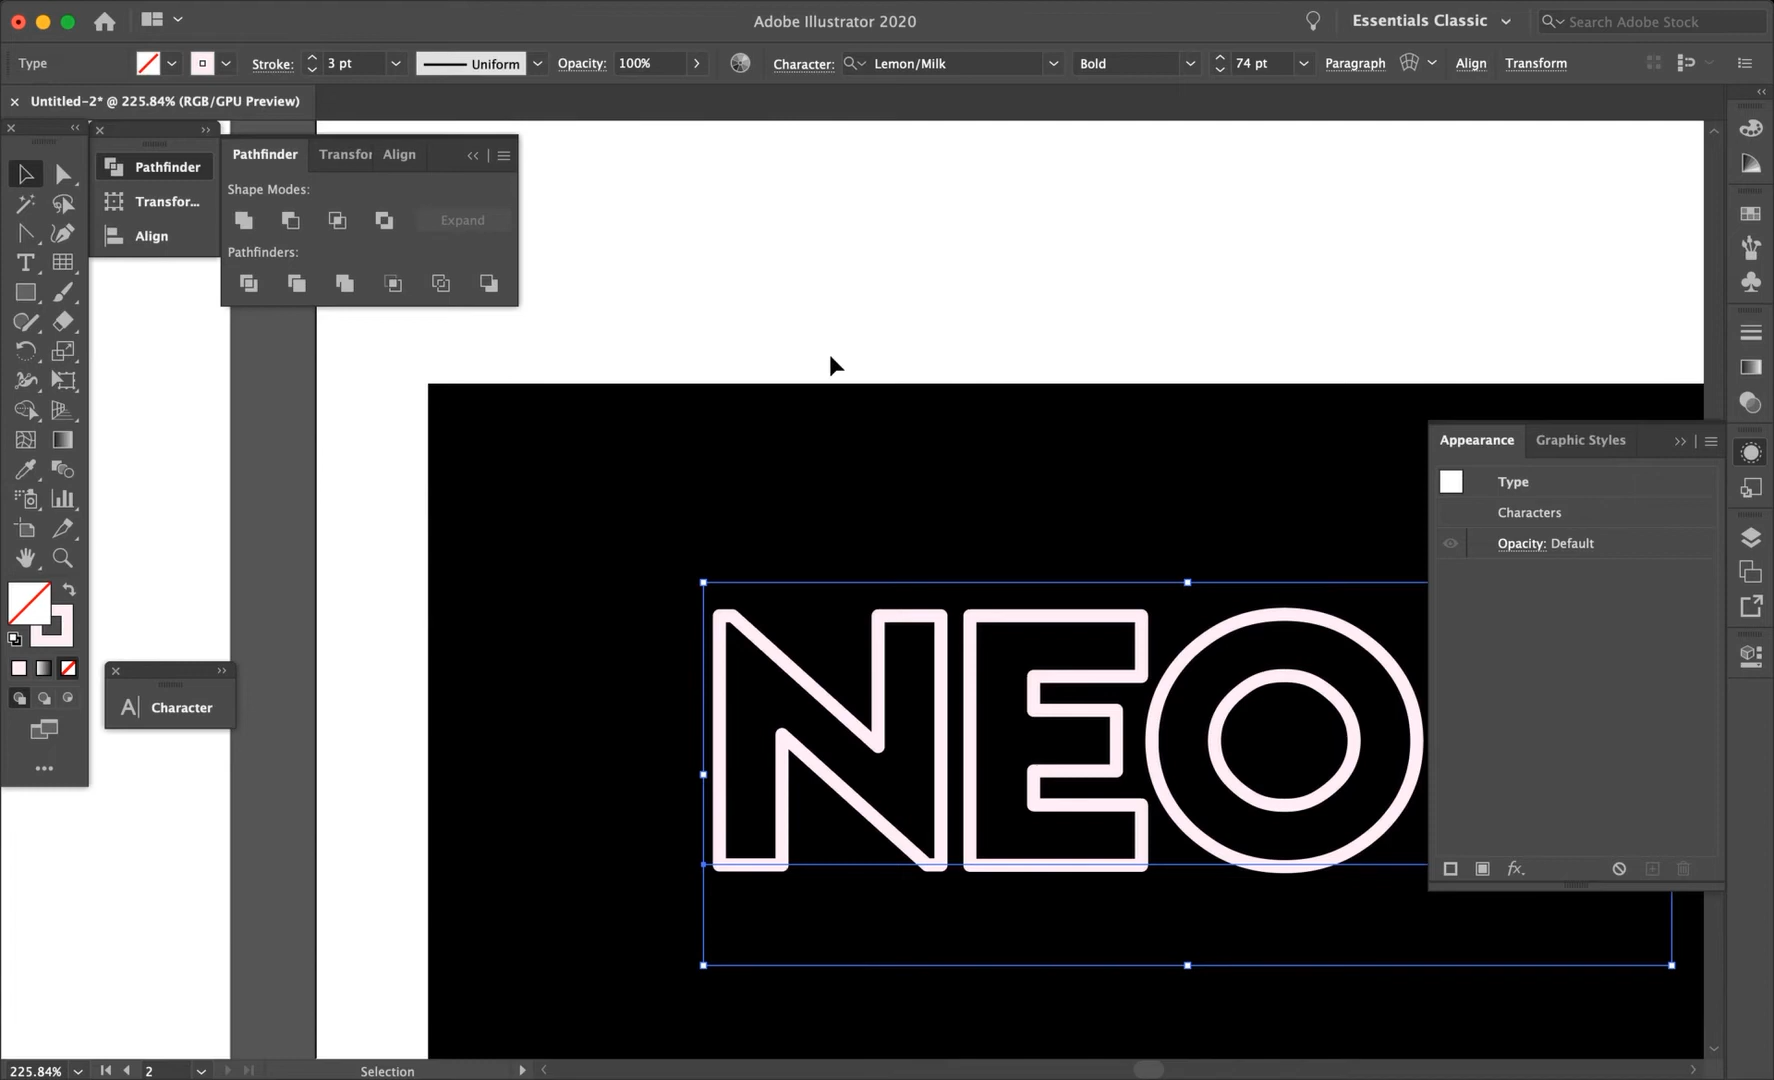 Adobe Illustrator 2020
Essentials Classic
Search Adobe Stock
Type
Stroke:
3 pt
Uniform
Opacity:
100%
Character:
Lemon/Milk
Bold
74 pt
Paragraph
Align
Transform
Untitled-2* @ 225.84% (RGB/GPU Preview)
Pathfinder
Transfor...
Align
Pathfinder
Transfor
Align
Shape Modes:
Expand
Pathfinders:
Character
NEO
Appearance
Graphic Styles
Type
Characters
Opacity: Default
fx.
225.84%
2
Selection